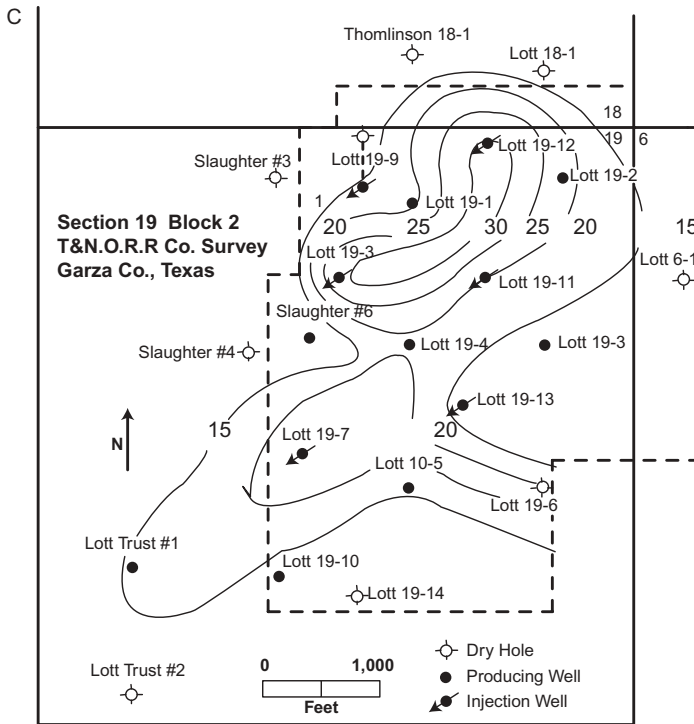 C
Thomlinson 18-1
Lott 18-1
18
19 6
Lott 19-9
Lott 19-12
Slaughter #3
Lott 19-2
1
Lott 19-1
Section 19 Block 2
T&N.O.R.R Co. Survey
Garza Co., Texas
20 25 30 25 20 15
Lott 19-3
Lott 6-1
Lott 19-11
Slaughter #6
Slaughter #4
Lott 19-4
Lott 19-3
Lott 19-13
N
15
20
Lott 19-7
Lott 10-5
Lott 19-6
Lott Trust #1
Lott 19-10
Lott 19-14
Lott Trust #2
0 1,000
Feet
Dry Hole
Producing Well
Injection Well